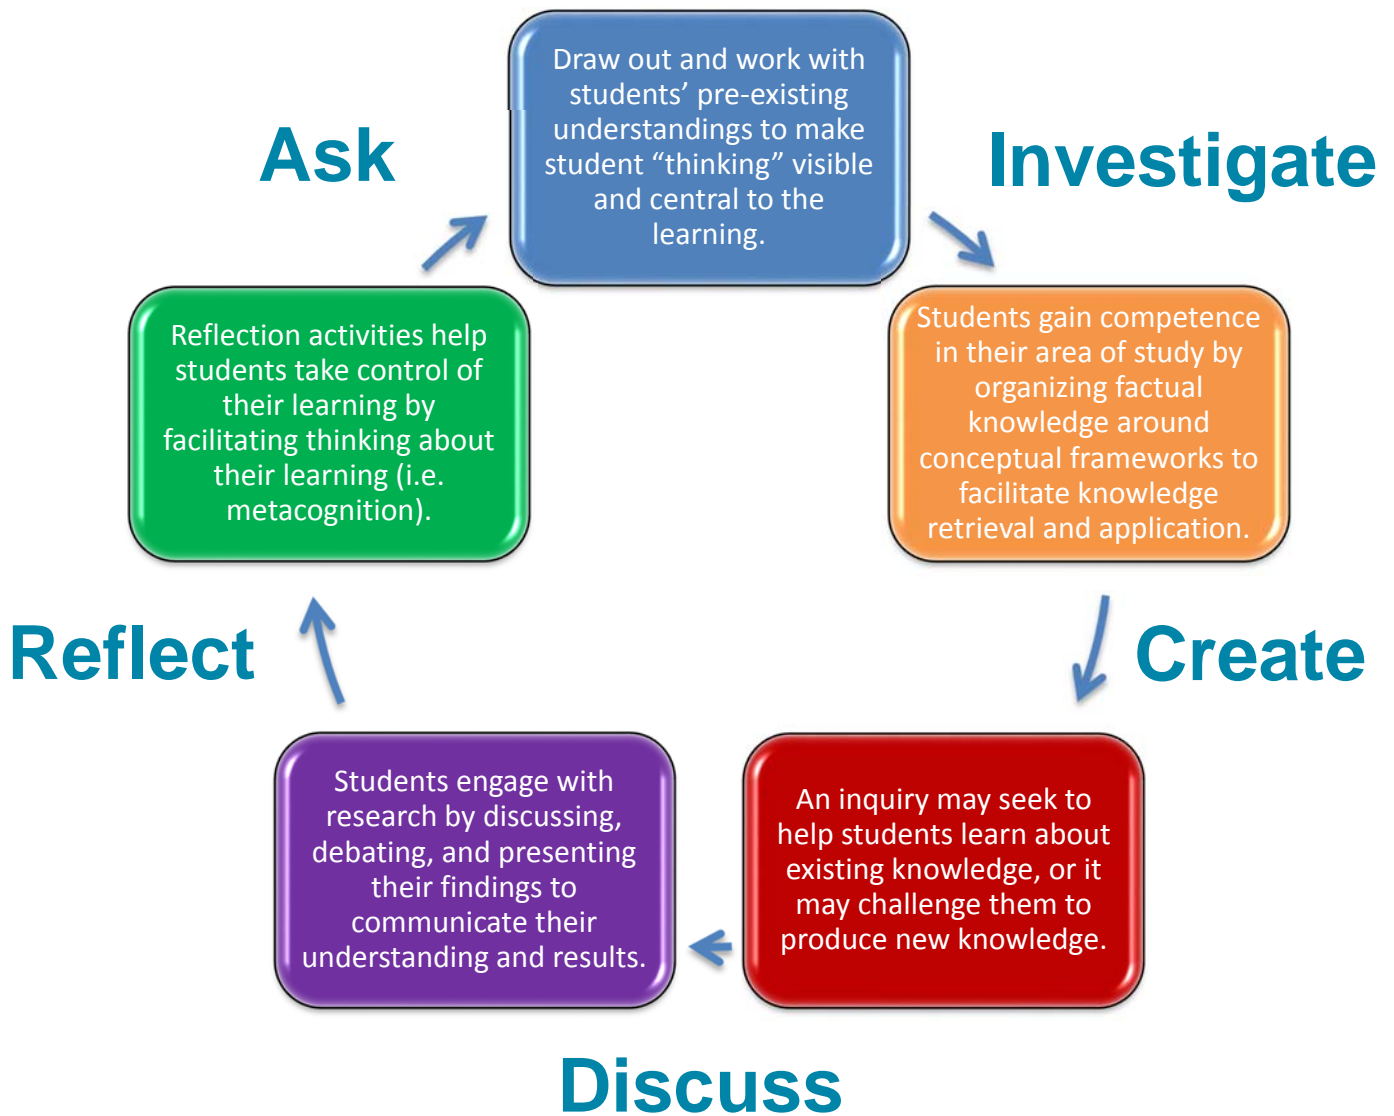 Ask
Draw out and work with
students’ pre-existing
understandings to make
student “thinking” visible
and central to the
learning.
Investigate
Students gain competence
in their area of study by
organizing factual
knowledge around
conceptual frameworks to
facilitate knowledge
retrieval and application.
Create
An inquiry may seek to
help students learn about
existing knowledge, or it
may challenge them to
produce new knowledge.
Discuss
Students engage with
research by discussing,
debating, and presenting
their findings to
communicate their
understanding and results.
Reflect
Reflection activities help
students take control of
their learning by
facilitating thinking about
their learning (i.e.
metacognition).